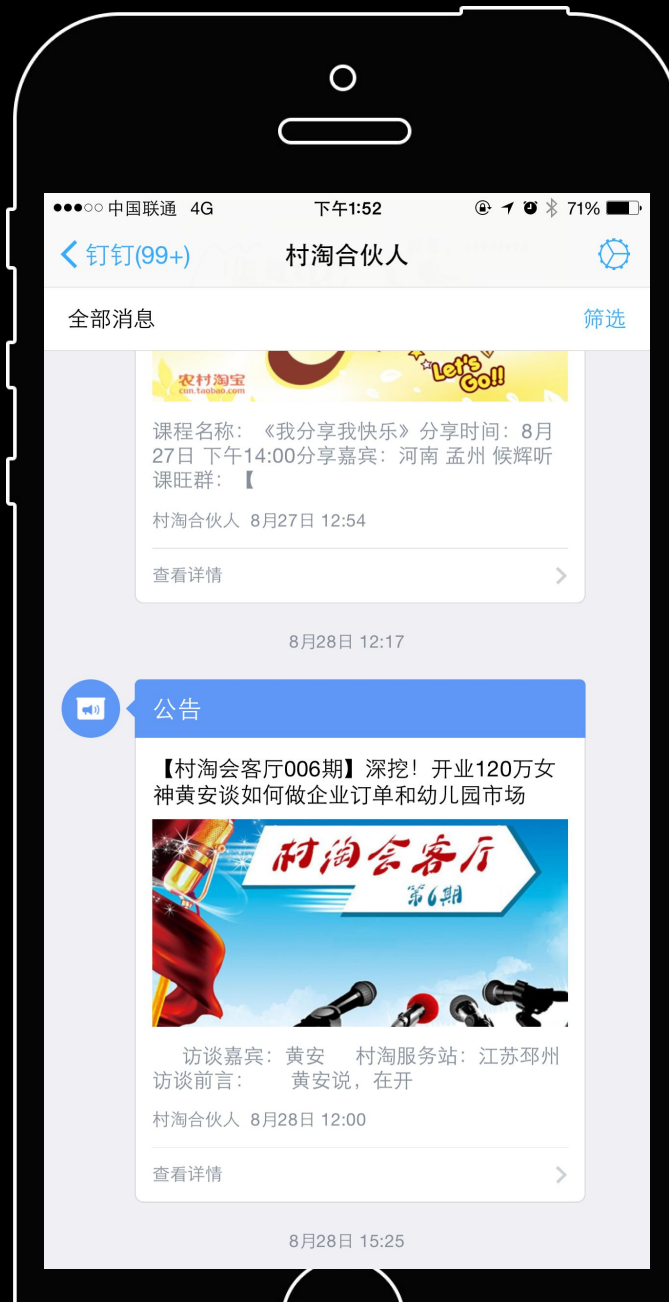 中国联通 4G 下午1:52 71%
钉钉(99+) 村淘合伙人
全部消息 筛选
农村淘宝
cun.taobao.com
Let's
Go!!
课程名称：《我分享我快乐》分享时间：8月
27日 下午14:00分享嘉宾：河南 孟州 候辉听
课旺群：【
村淘合伙人 8月27日 12:54
查看详情
8月28日 12:17
公告
【村淘会客厅006期】深挖！开业120万女
神黄安谈如何做企业订单和幼儿园市场
村淘会客厅
第6期
访谈嘉宾：黄安 村淘服务站：江苏邳州
访谈前言： 黄安说，在开
村淘合伙人 8月28日 12:00
查看详情
8月28日 15:25